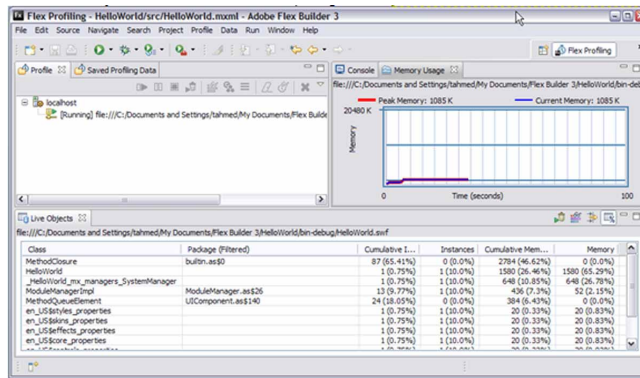 Flex Profiling - HelloWorld/src/HelloWorld.mxml - Adobe Flex Builder 3
File Edit Source Navigate Search Project Profile Data Run Window Help
Flex Profiling
Profile Saved Profiling Data
localhost
[Running] file:///C:/Documents and Settings/tahmed/My Documents/Flex Builde
Console Memory Usage
file:///C:/Documents and Settings/tahmed/My Documents/Flex Builder 3/HelloWorld/bin-deb
Peak Memory: 1085 K Current Memory: 1085 K
20480 K
Memory
0 Time (seconds) 100
Live Objects
file:///C:/Documents and Settings/tahmed/My Documents/Flex Builder 3/HelloWorld/bin-debug/HelloWorld.swf
Class Package (Filtered) Cumulative I... Instances Cumulative Mem... Memory
MethodClosure builtin.as$0 87 (65.41%) 0 (0.0%) 2784 (46.62%) 0 (0.0%)
HelloWorld 1 (0.75%) 1 (10.0%) 1580 (26.46%) 1580 (65.29%)
_HelloWorld_mx_managers_SystemManager 1 (0.75%) 1 (10.0%) 648 (10.85%) 648 (26.78%)
ModuleManagerImpl ModuleManager.as$26 13 (9.77%) 1 (10.0%) 436 (7.3%) 52 (2.15%)
MethodQueueElement UIComponent.as$140 24 (18.05%) 0 (0.0%) 384 (6.43%) 0 (0.0%)
en_US$styles_properties 1 (0.75%) 1 (10.0%) 20 (0.33%) 20 (0.83%)
en_US$skins_properties 1 (0.75%) 1 (10.0%) 20 (0.33%) 20 (0.83%)
en_US$effects_properties 1 (0.75%) 1 (10.0%) 20 (0.33%) 20 (0.83%)
en_US$core_properties 1 (0.75%) 1 (10.0%) 20 (0.33%) 20 (0.83%)